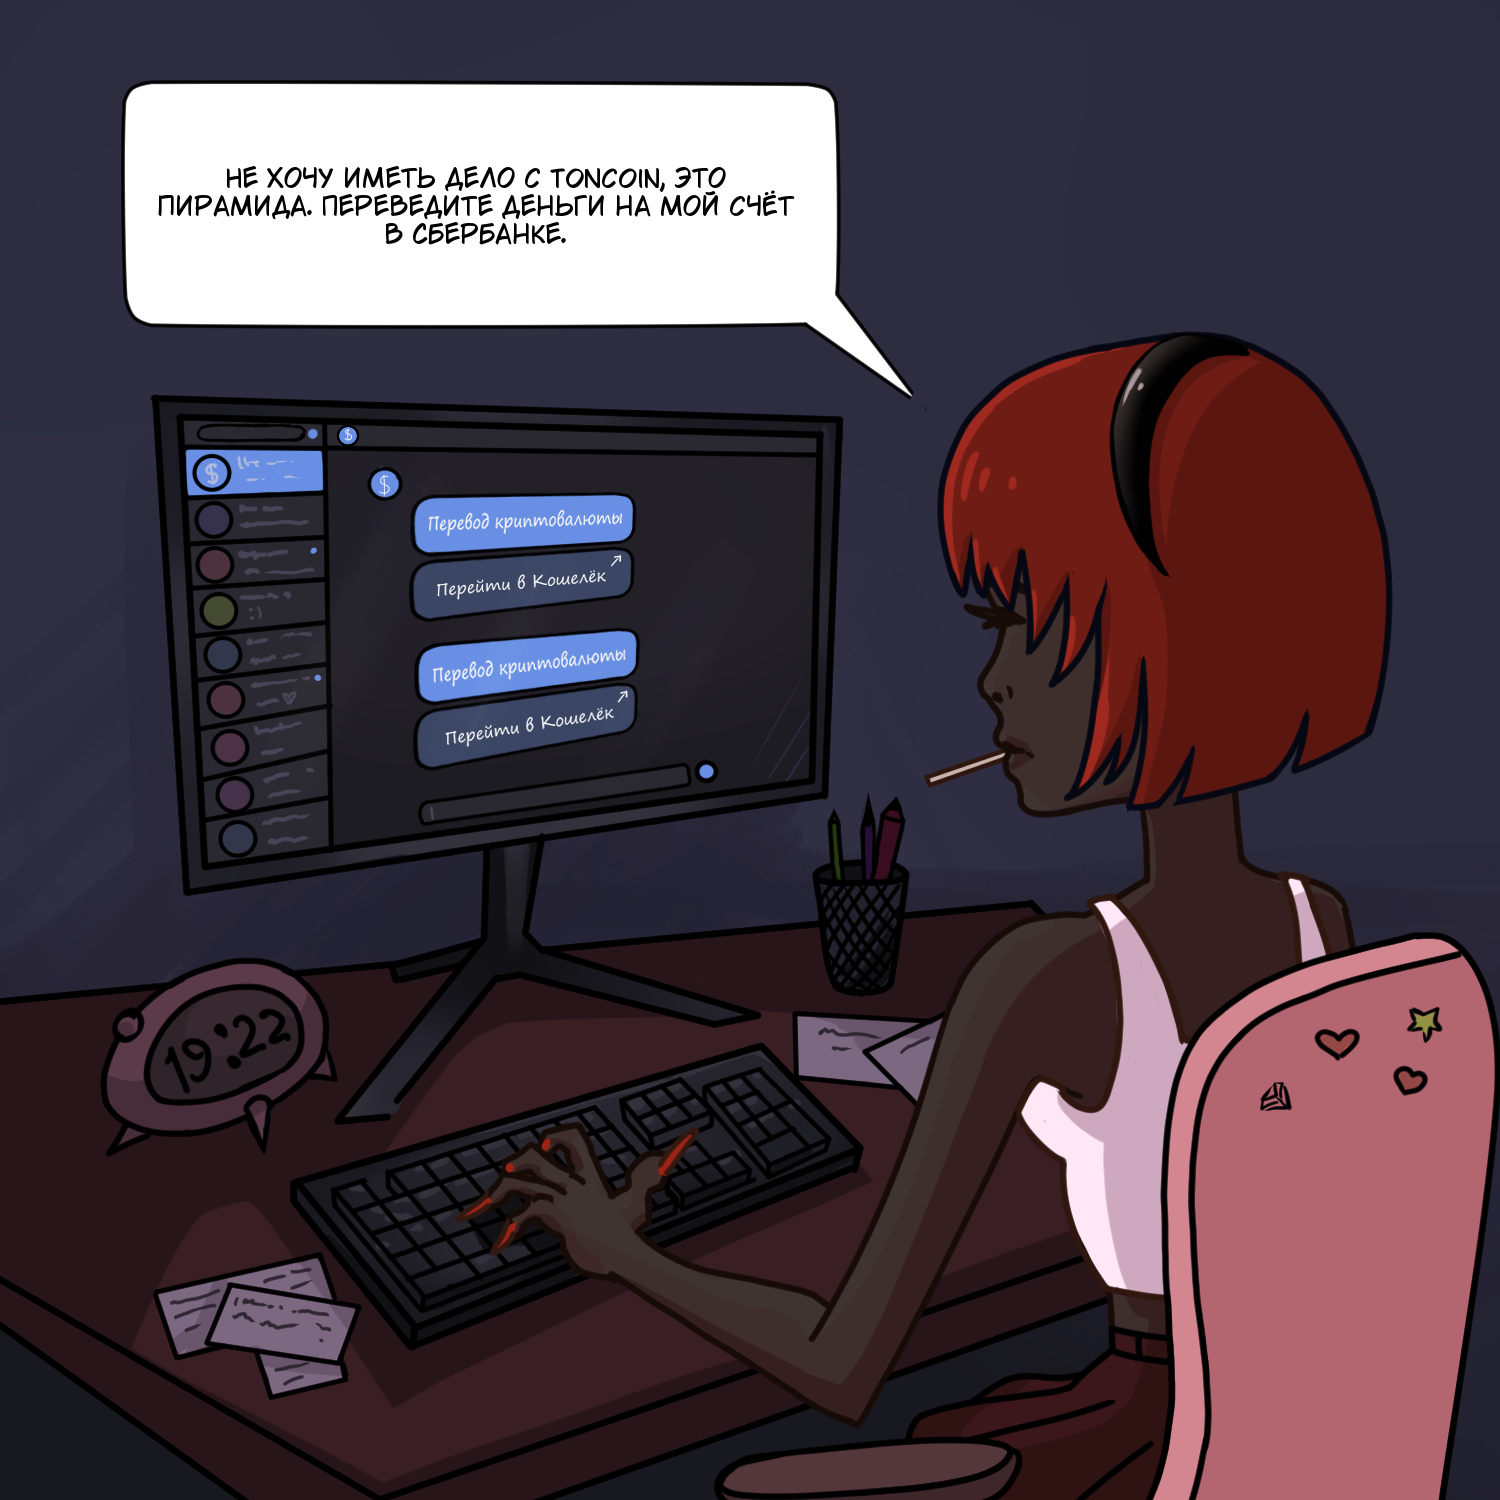 НЕ ХОЧУ ИМЕТЬ ДЕЛО С TONCOIN, ЭТО
ПИРАМИДА. ПЕРЕВЕДИТЕ ДЕНЬГИ НА МОЙ СЧЁТ
В СБЕРБАНКЕ.
$
$
$
Перевод криптовалюты
Перейти в Кошелёк
:)
Перевод криптовалюты
Перейти в Кошелёк
19:22